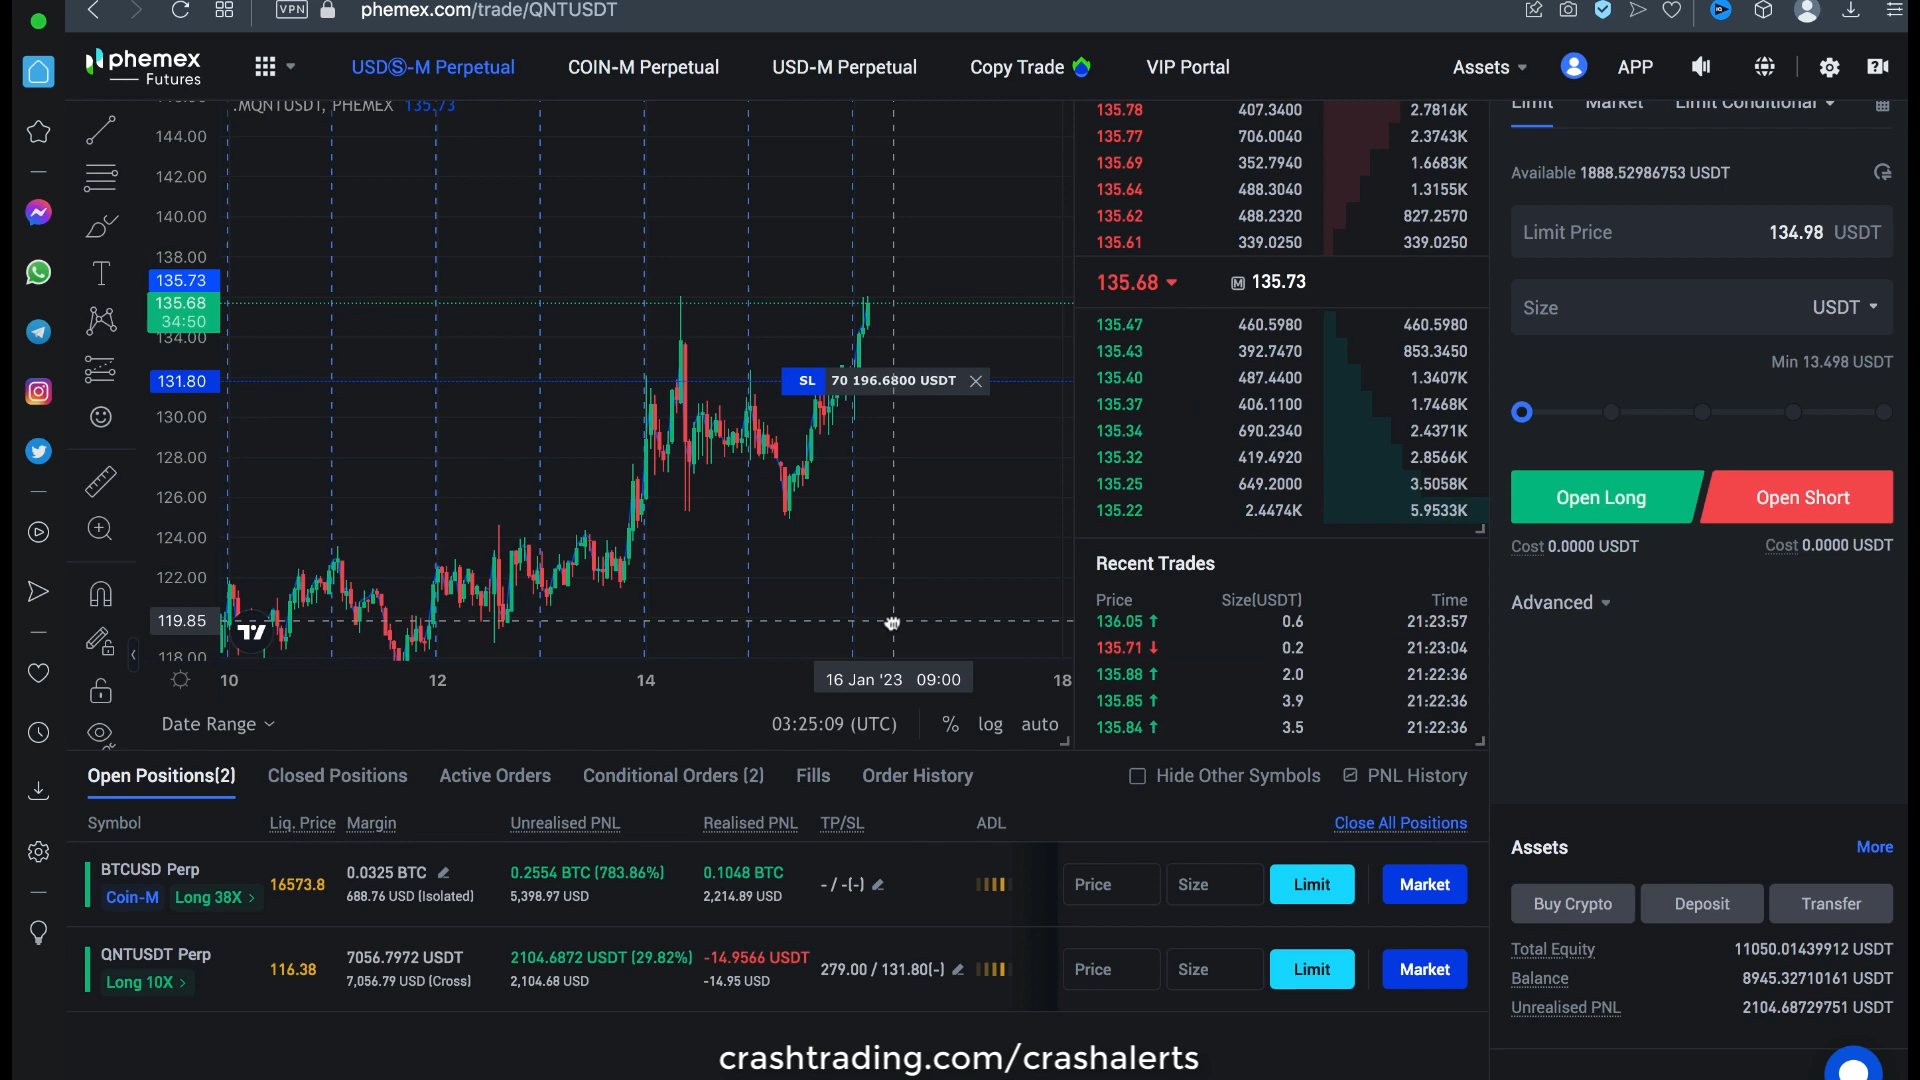 VPN phemex.com/trade/QNTUSDT
phemex Futures USDⓈ-M Perpetual COIN-M Perpetual USD-M Perpetual Copy Trade VIP Portal Assets APP
.MQNTUSDT, PHEMEX 135.73
144.00
142.00
140.00
138.00
135.73
135.68
34:50
134.00
131.80
SL 70 196.6800 USDT
130.00
128.00
126.00
124.00
122.00
119.85
118.00
10 12 14 16 Jan '23 09:00 18
Date Range 03:25:09 (UTC) % log auto
135.78 407.3400 2.7816K
135.77 706.0040 2.3743K
135.69 352.7940 1.6683K
135.64 488.3040 1.3155K
135.62 488.2320 827.2570
135.61 339.0250 339.0250
135.68 M 135.73
135.47 460.5980 460.5980
135.43 392.7470 853.3450
135.40 487.4400 1.3407K
135.37 406.1100 1.7468K
135.34 690.2340 2.4371K
135.32 419.4920 2.8566K
135.25 649.2000 3.5058K
135.22 2.4474K 5.9533K
Recent Trades
Price Size(USDT) Time
136.05 ↑ 0.6 21:23:57
135.71 ↓ 0.2 21:23:04
135.88 ↑ 2.0 21:22:36
135.85 ↑ 3.9 21:22:36
135.84 ↑ 3.5 21:22:36
Limit Market Limit Conditional
Available 1888.52986753 USDT
Limit Price 134.98 USDT
Size USDT
Min 13.498 USDT
Open Long Open Short
Cost 0.0000 USDT Cost 0.0000 USDT
Advanced
Open Positions(2) Closed Positions Active Orders Conditional Orders (2) Fills Order History Hide Other Symbols PNL History
Symbol Liq. Price Margin Unrealised PNL Realised PNL TP/SL ADL Close All Positions
BTCUSD Perp 16573.8 0.0325 BTC 0.2554 BTC (783.86%) 0.1048 BTC - / -(-) Price Size Limit Market
Coin-M Long 38X > 688.76 USD (Isolated) 5,398.97 USD 2,214.89 USD
QNTUSDT Perp 116.38 7056.7972 USDT 2104.6872 USDT (29.82%) -14.9566 USDT 279.00 / 131.80(-) Price Size Limit Market
Long 10X > 7,056.79 USD (Cross) 2,104.68 USD -14.95 USD
Assets More
Buy Crypto Deposit Transfer
Total Equity 11050.01439912 USDT
Balance 8945.32710161 USDT
Unrealised PNL 2104.68729751 USDT
crashtrading.com/crashalerts